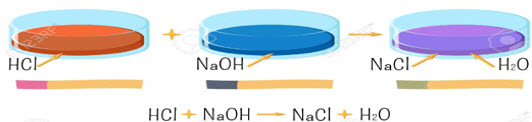 +
HCl NaOH NaCl H₂O
HCl + NaOH → NaCl + H₂O